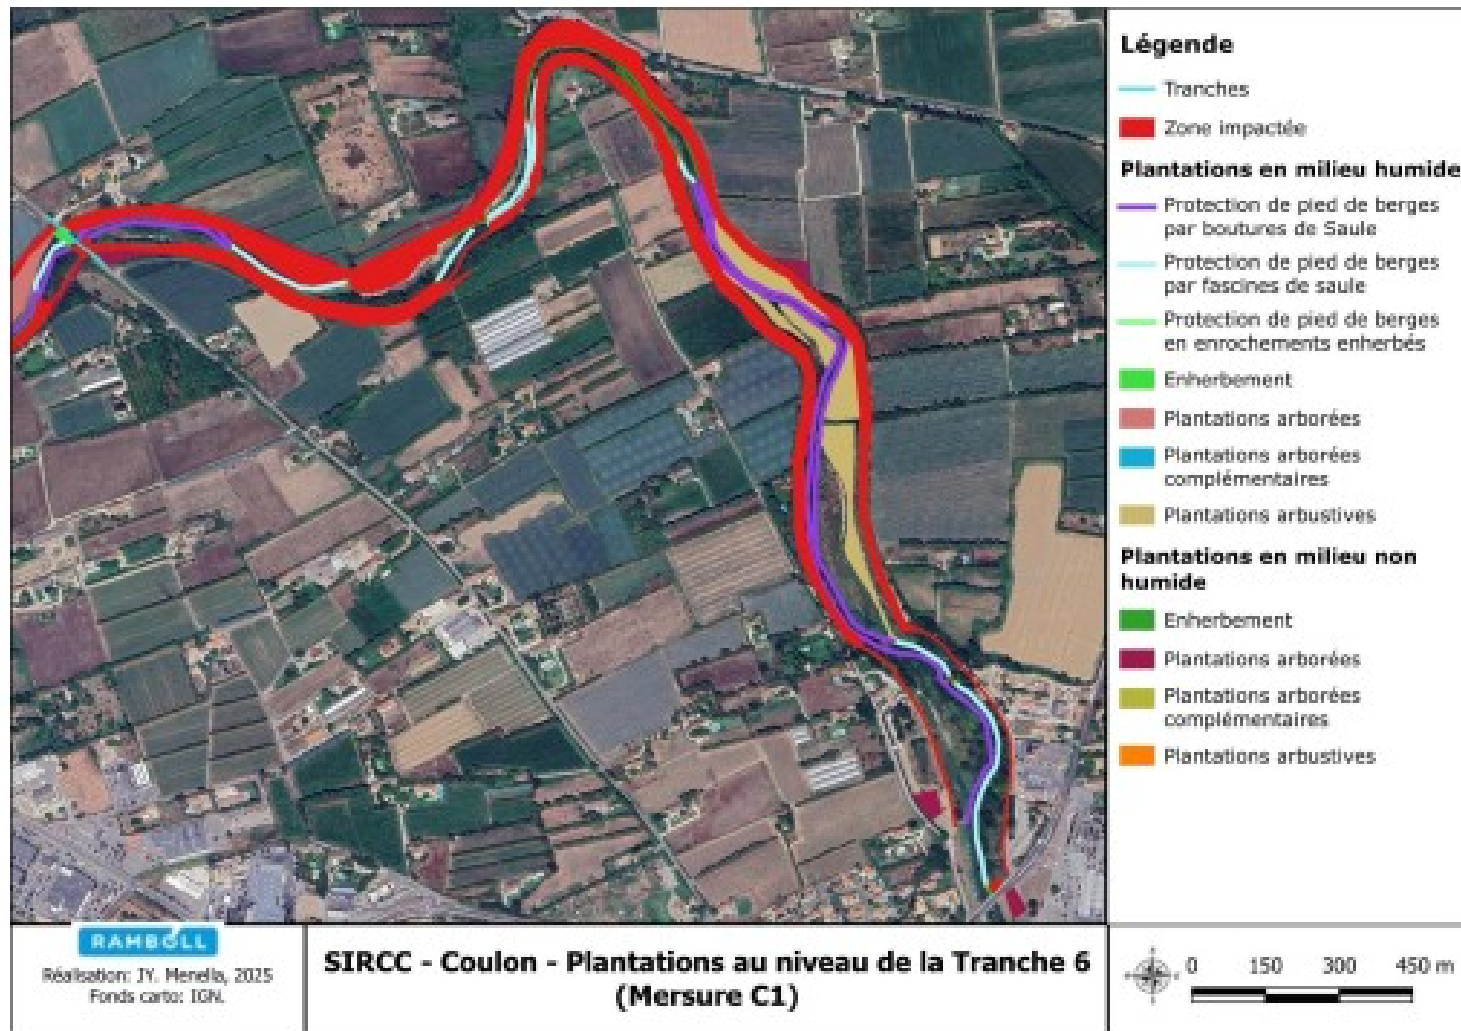 Légende
Tranches
Zone impactée
Plantations en milieu humide
Protection de pied de berges
par boutures de Saule
Protection de pied de berges
par fascines de saule
Protection de pied de berges
en enrochements enherbés
Enherbement
Plantations arborées
Plantations arborées
complémentaires
Plantations arbustives
Plantations en milieu non
humide
Enherbement
Plantations arborées
Plantations arborées
complémentaires
Plantations arbustives
RAMBOLL
Réalisation: JY. Menella, 2025
Fonds carto: IGN.
SIRCC - Coulon - Plantations au niveau de la Tranche 6
(Mersure C1)
0 150 300 450 m